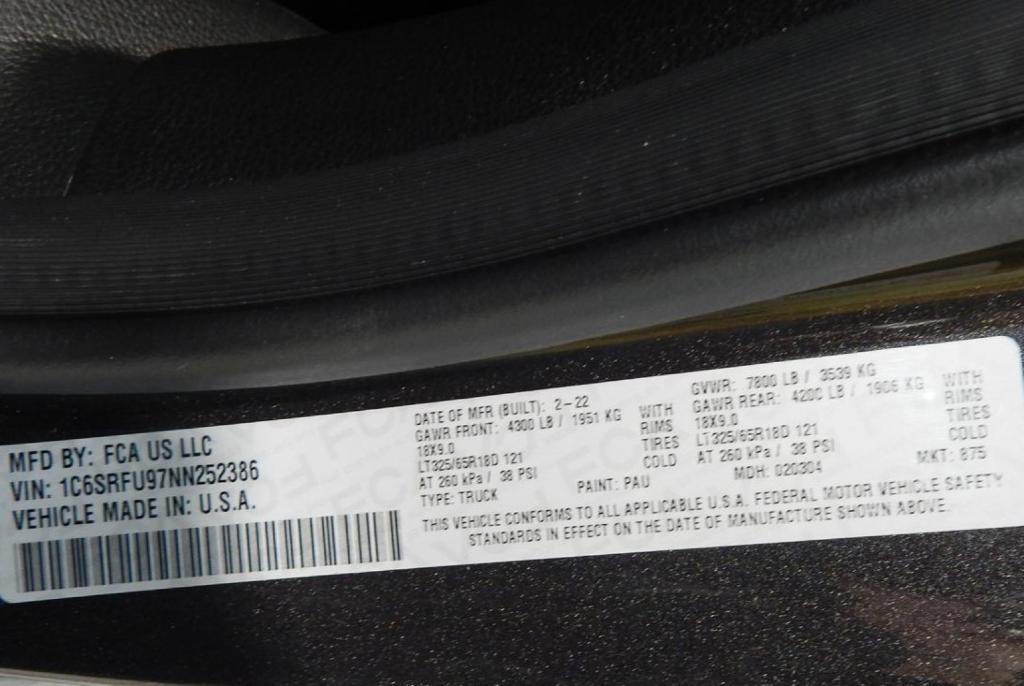 MFD BY: FCA US LLC
VIN: 1C6SRFU97NN252386
VEHICLE MADE IN: U.S.A.
DATE OF MFR (BUILT): 2-22
GAWR FRONT: 4300 LB / 1951 KG WITH
18X9.0 RIMS
LT325/65R18D 121 TIRES
AT 260 kPa / 38 PSI COLD
TYPE: TRUCK PAINT: PAU
GVWR: 7800 LB / 3539 KG
GAWR REAR: 4200 LB / 1906 KG WITH
18X9.0 RIMS
LT325/65R18D 121 TIRES
AT 260 kPa / 38 PSI COLD
MDH: 020304 MKT: 875
THIS VEHICLE CONFORMS TO ALL APPLICABLE U.S.A. FEDERAL MOTOR VEHICLE SAFETY
STANDARDS IN EFFECT ON THE DATE OF MANUFACTURE SHOWN ABOVE.